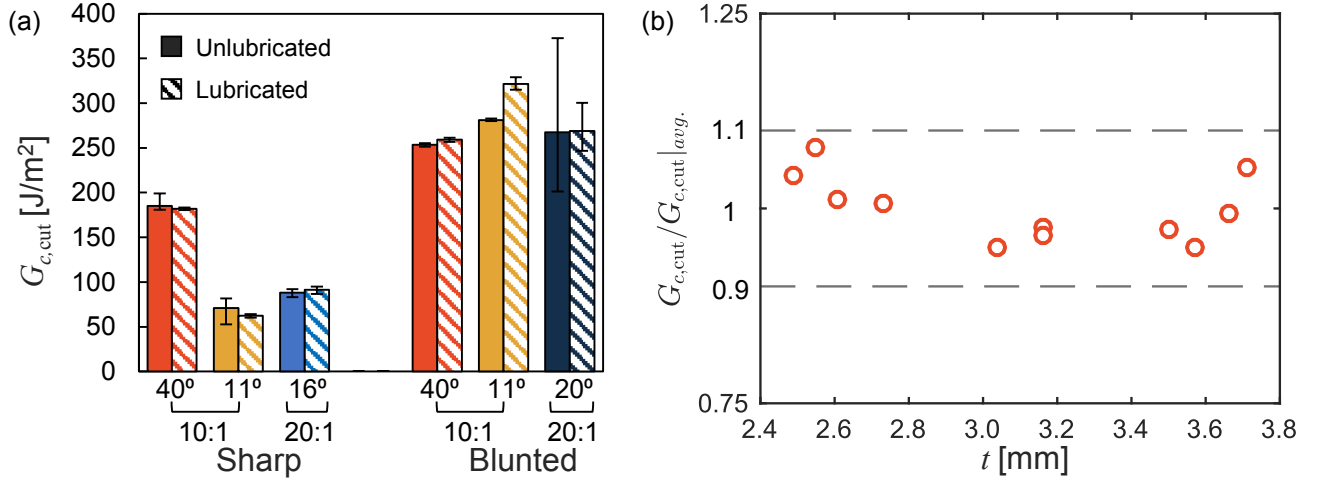 (a)
400
350
300
250
200
150
100
50
0
G_{c,cut} [J/m²]
Unlubricated
Lubricated
40º 11º 16º 40º 11º 20º
10:1 20:1 10:1 20:1
Sharp Blunted
(b)
1.25
1.1
1
0.9
0.75
G_{c,cut}/G_{c,cut}|_{avg.}
2.4 2.6 2.8 3.0 3.2 3.4 3.6 3.8
t [mm]